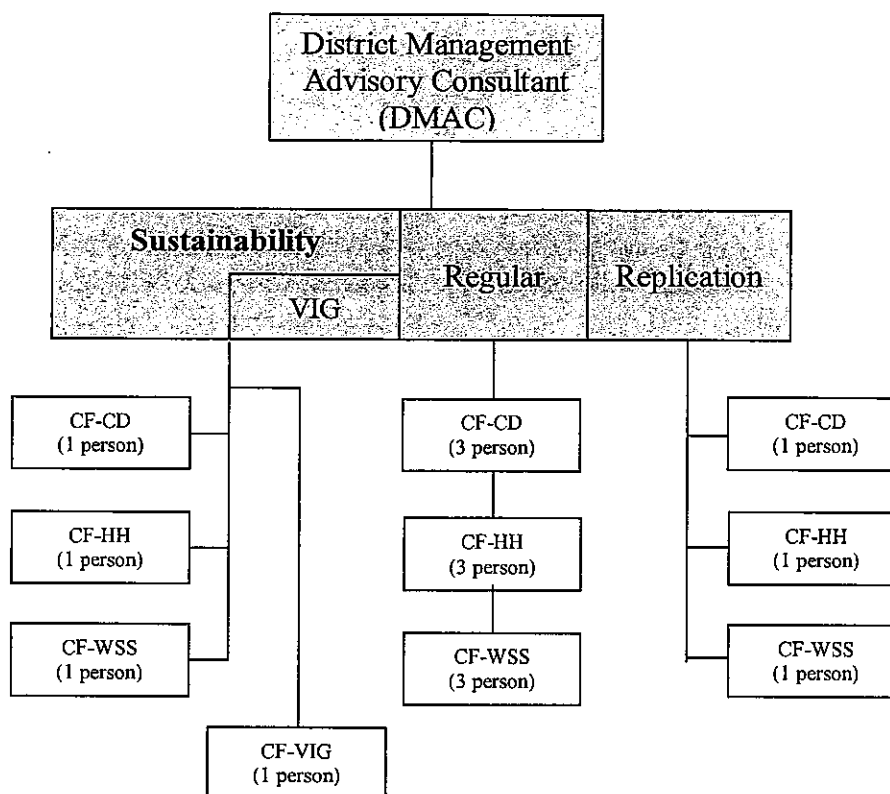 District Management
Advisory Consultant
(DMAC)
Sustainability
VIG
Regular
Replication
CF-CD
(1 person)
CF-HH
(1 person)
CF-WSS
(1 person)
CF-VIG
(1 person)
CF-CD
(3 person)
CF-HH
(3 person)
CF-WSS
(3 person)
CF-CD
(1 person)
CF-HH
(1 person)
CF-WSS
(1 person)